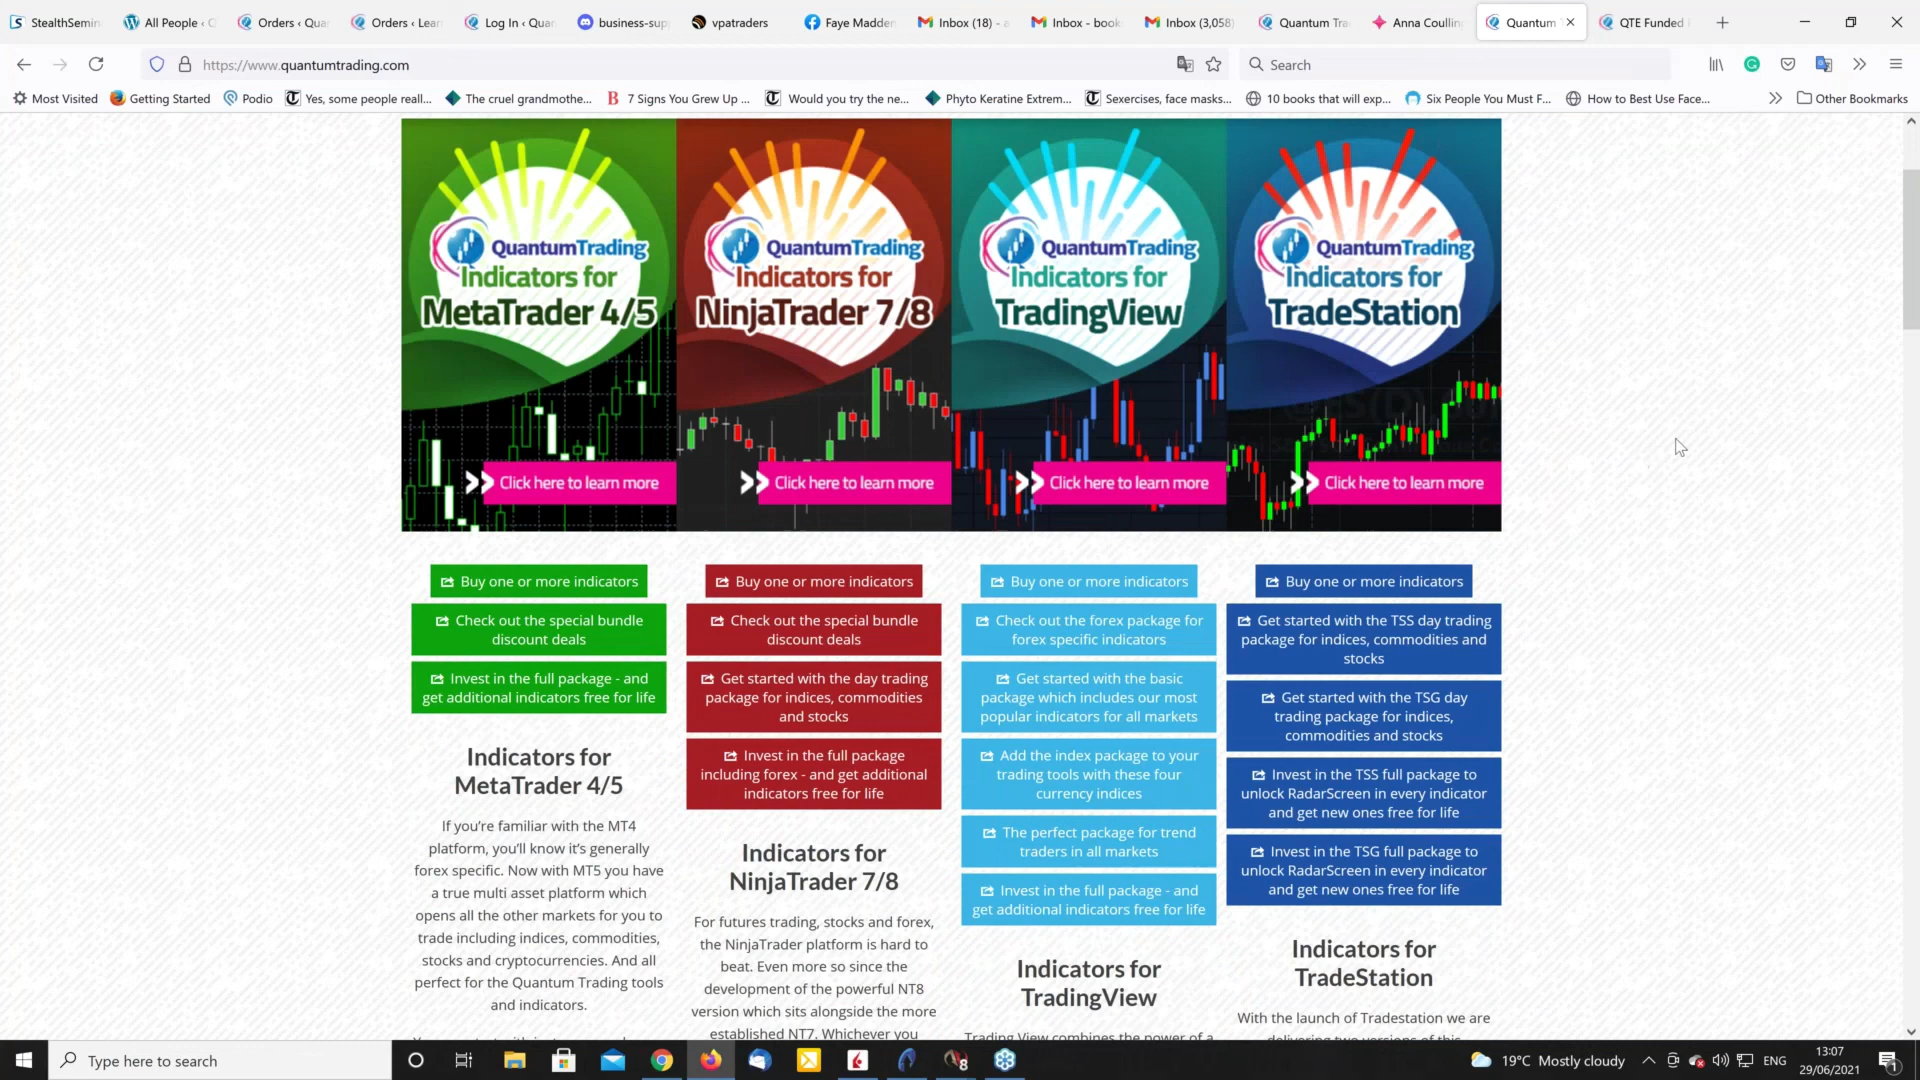 StealthSemin
All People ‹ Q
Orders ‹ Qua
Orders ‹ Lear
Log In ‹ Quan
business-sup
vpatraders
Faye Madden
Inbox (18) - a
Inbox - book
Inbox (3,058)
Quantum Tra
Anna Coulling
Quantum T
QTE Funded
https://www.quantumtrading.com
Search
Most Visited
Getting Started
Podio
Yes, some people reall...
The cruel grandmothe...
7 Signs You Grew Up ...
Would you try the ne...
Phyto Keratine Extrem...
Sexercises, face masks...
10 books that will exp...
Six People You Must F...
How to Best Use Face...
Other Bookmarks
QuantumTrading
Indicators for
MetaTrader 4/5
Click here to learn more
QuantumTrading
Indicators for
NinjaTrader 7/8
Click here to learn more
QuantumTrading
Indicators for
TradingView
Click here to learn more
QuantumTrading
Indicators for
TradeStation
Click here to learn more
Buy one or more indicators
Check out the special bundle
discount deals
Invest in the full package - and
get additional indicators free for life
Indicators for
MetaTrader 4/5
If you're familiar with the MT4
platform, you'll know it's generally
forex specific. Now with MT5 you have
a true multi asset platform which
opens all the other markets for you to
trade including indices, commodities,
stocks and cryptocurrencies. And all
perfect for the Quantum Trading tools
and indicators.
Buy one or more indicators
Check out the special bundle
discount deals
Get started with the day trading
package for indices, commodities
and stocks
Invest in the full package
including forex - and get additional
indicators free for life
Indicators for
NinjaTrader 7/8
For futures trading, stocks and forex,
the NinjaTrader platform is hard to
beat. Even more so since the
development of the powerful NT8
version which sits alongside the more
established NT7. Whichever you
Buy one or more indicators
Check out the forex package for
forex specific indicators
Get started with the basic
package which includes our most
popular indicators for all markets
Add the index package to your
trading tools with these four
currency indices
The perfect package for trend
traders in all markets
Invest in the full package - and
get additional indicators free for life
Indicators for
TradingView
Trading View combines the power of a
Buy one or more indicators
Get started with the TSS day trading
package for indices, commodities and
stocks
Get started with the TSG day
trading package for indices,
commodities and stocks
Invest in the TSS full package to
unlock RadarScreen in every indicator
and get new ones free for life
Invest in the TSG full package to
unlock RadarScreen in every indicator
and get new ones free for life
Indicators for
TradeStation
With the launch of Tradestation we are
delivering two versions of this
Type here to search
19°C Mostly cloudy
ENG
13:07
29/06/2021